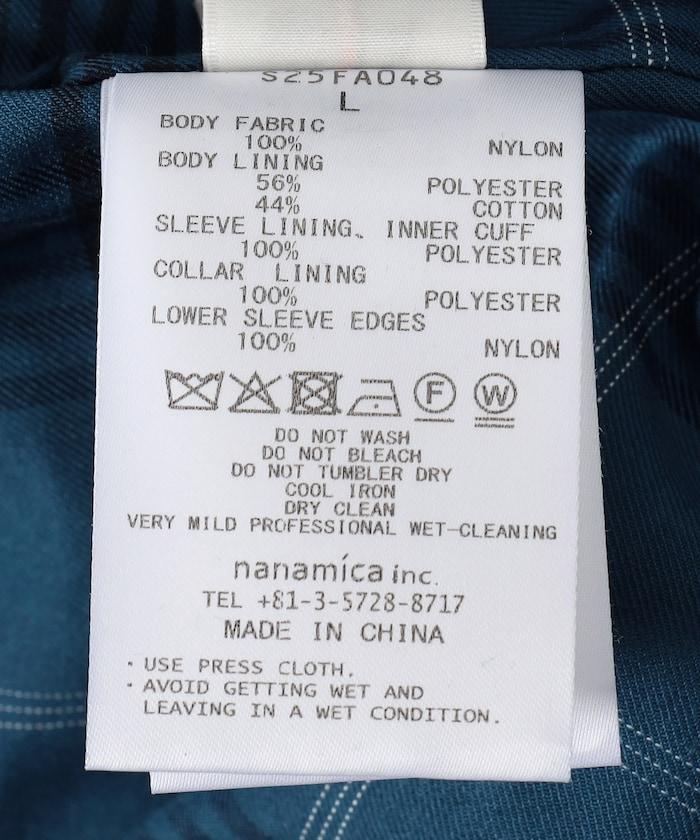 S25FA048
L
BODY FABRIC
100% NYLON
BODY LINING
56% POLYESTER
44% COTTON
SLEEVE LINING、INNER CUFF
100% POLYESTER
COLLAR LINING
100% POLYESTER
LOWER SLEEVE EDGES
100% NYLON
F W
DO NOT WASH
DO NOT BLEACH
DO NOT TUMBLER DRY
COOL IRON
DRY CLEAN
VERY MILD PROFESSIONAL WET-CLEANING
nanamíca inc.
TEL +81-3-5728-8717
MADE IN CHINA
・USE PRESS CLOTH.
・AVOID GETTING WET AND
LEAVING IN A WET CONDITION.